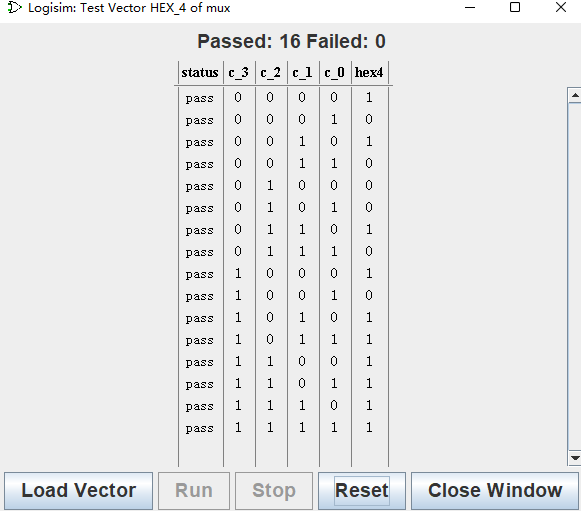 Logisim: Test Vector HEX_4 of mux
Passed: 16 Failed: 0
status c_3 c_2 c_1 c_0 hex4
pass 0 0 0 0 1
pass 0 0 0 1 0
pass 0 0 1 0 1
pass 0 0 1 1 0
pass 0 1 0 0 0
pass 0 1 0 1 0
pass 0 1 1 0 1
pass 0 1 1 1 0
pass 1 0 0 0 1
pass 1 0 0 1 0
pass 1 0 1 0 1
pass 1 0 1 1 1
pass 1 1 0 0 1
pass 1 1 0 1 1
pass 1 1 1 0 1
pass 1 1 1 1 1
Load Vector Run Stop Reset Close Window